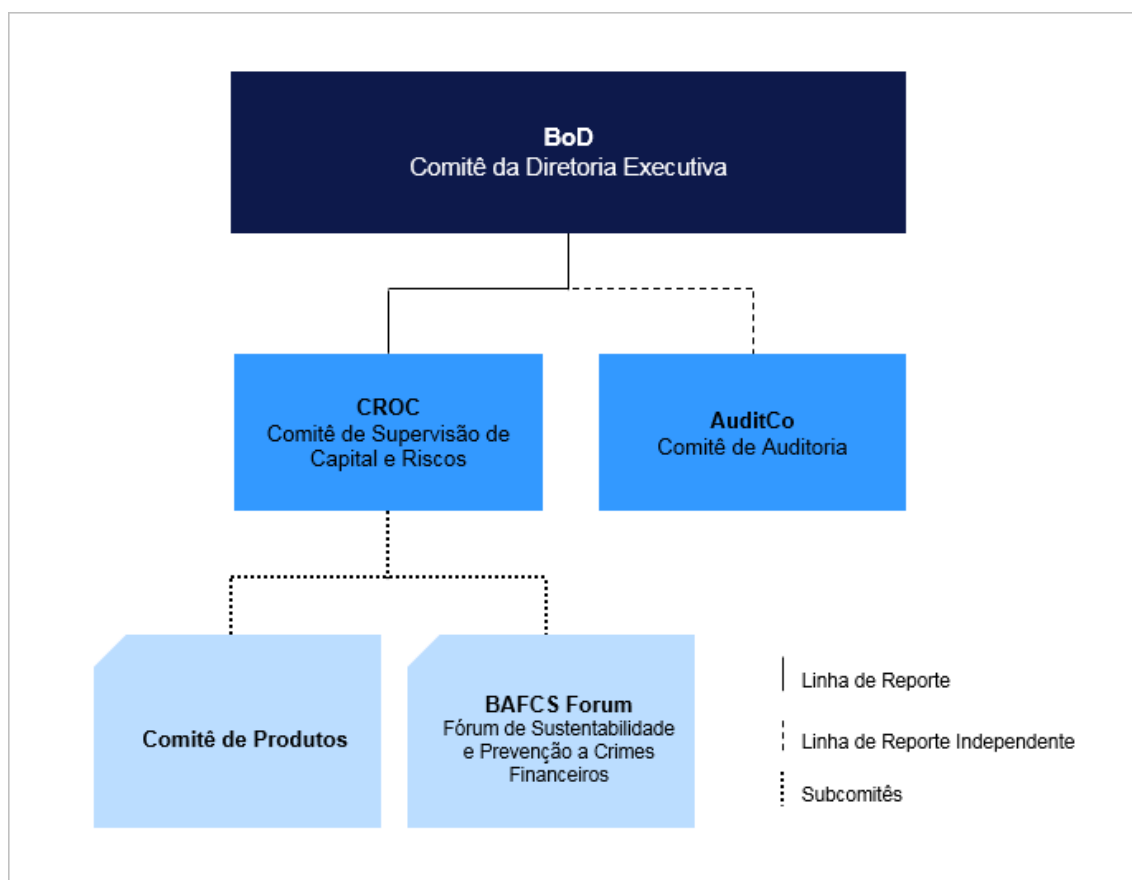 BoD
Comitê da Diretoria Executiva
CROC
Comitê de Supervisão de
Capital e Riscos
AuditCo
Comitê de Auditoria
Comitê de Produtos
BAFCS Forum
Fórum de Sustentabilidade
e Prevenção a Crimes
Financeiros
Linha de Reporte
Linha de Reporte Independente
Subcomitês